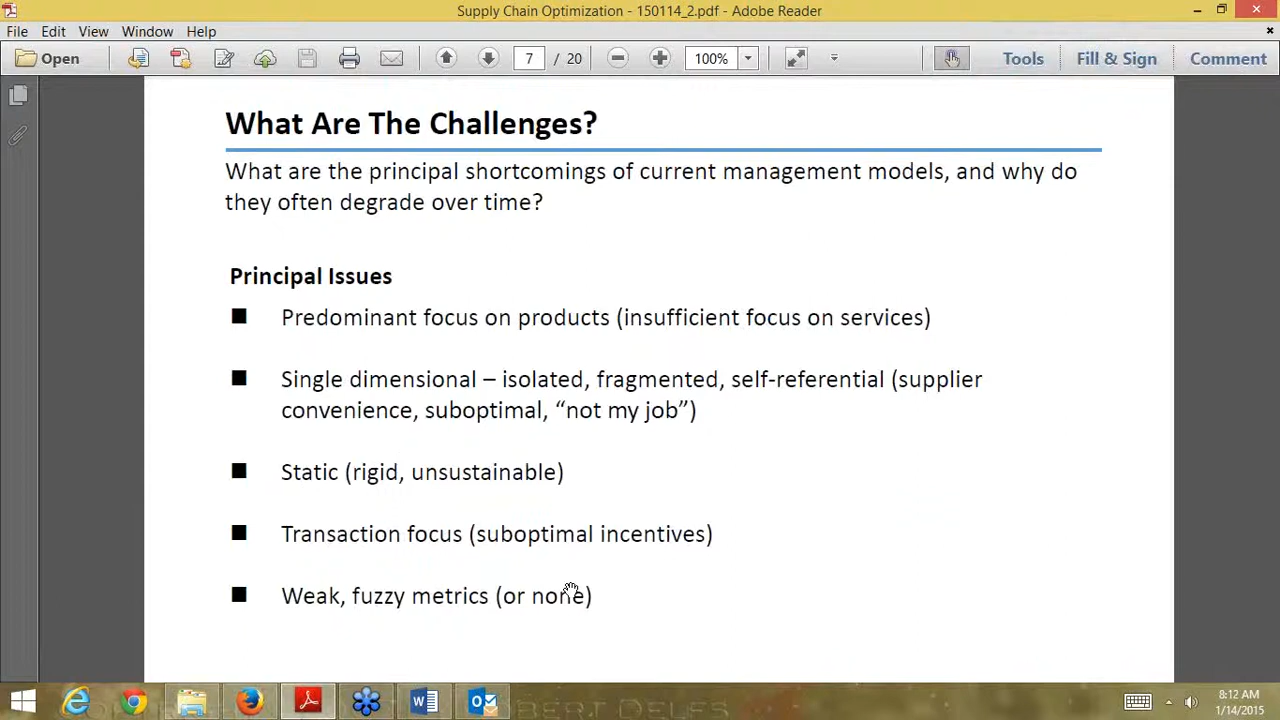 Supply Chain Optimization - 150114_2.pdf - Adobe Reader
File Edit View Window Help
Open 7 / 20 100% Tools Fill & Sign Comment
What Are The Challenges?
What are the principal shortcomings of current management models, and why do
they often degrade over time?
Principal Issues
Predominant focus on products (insufficient focus on services)
Single dimensional – isolated, fragmented, self-referential (supplier
convenience, suboptimal, “not my job”)
Static (rigid, unsustainable)
Transaction focus (suboptimal incentives)
Weak, fuzzy metrics (or none)
8:12 AM
1/14/2015